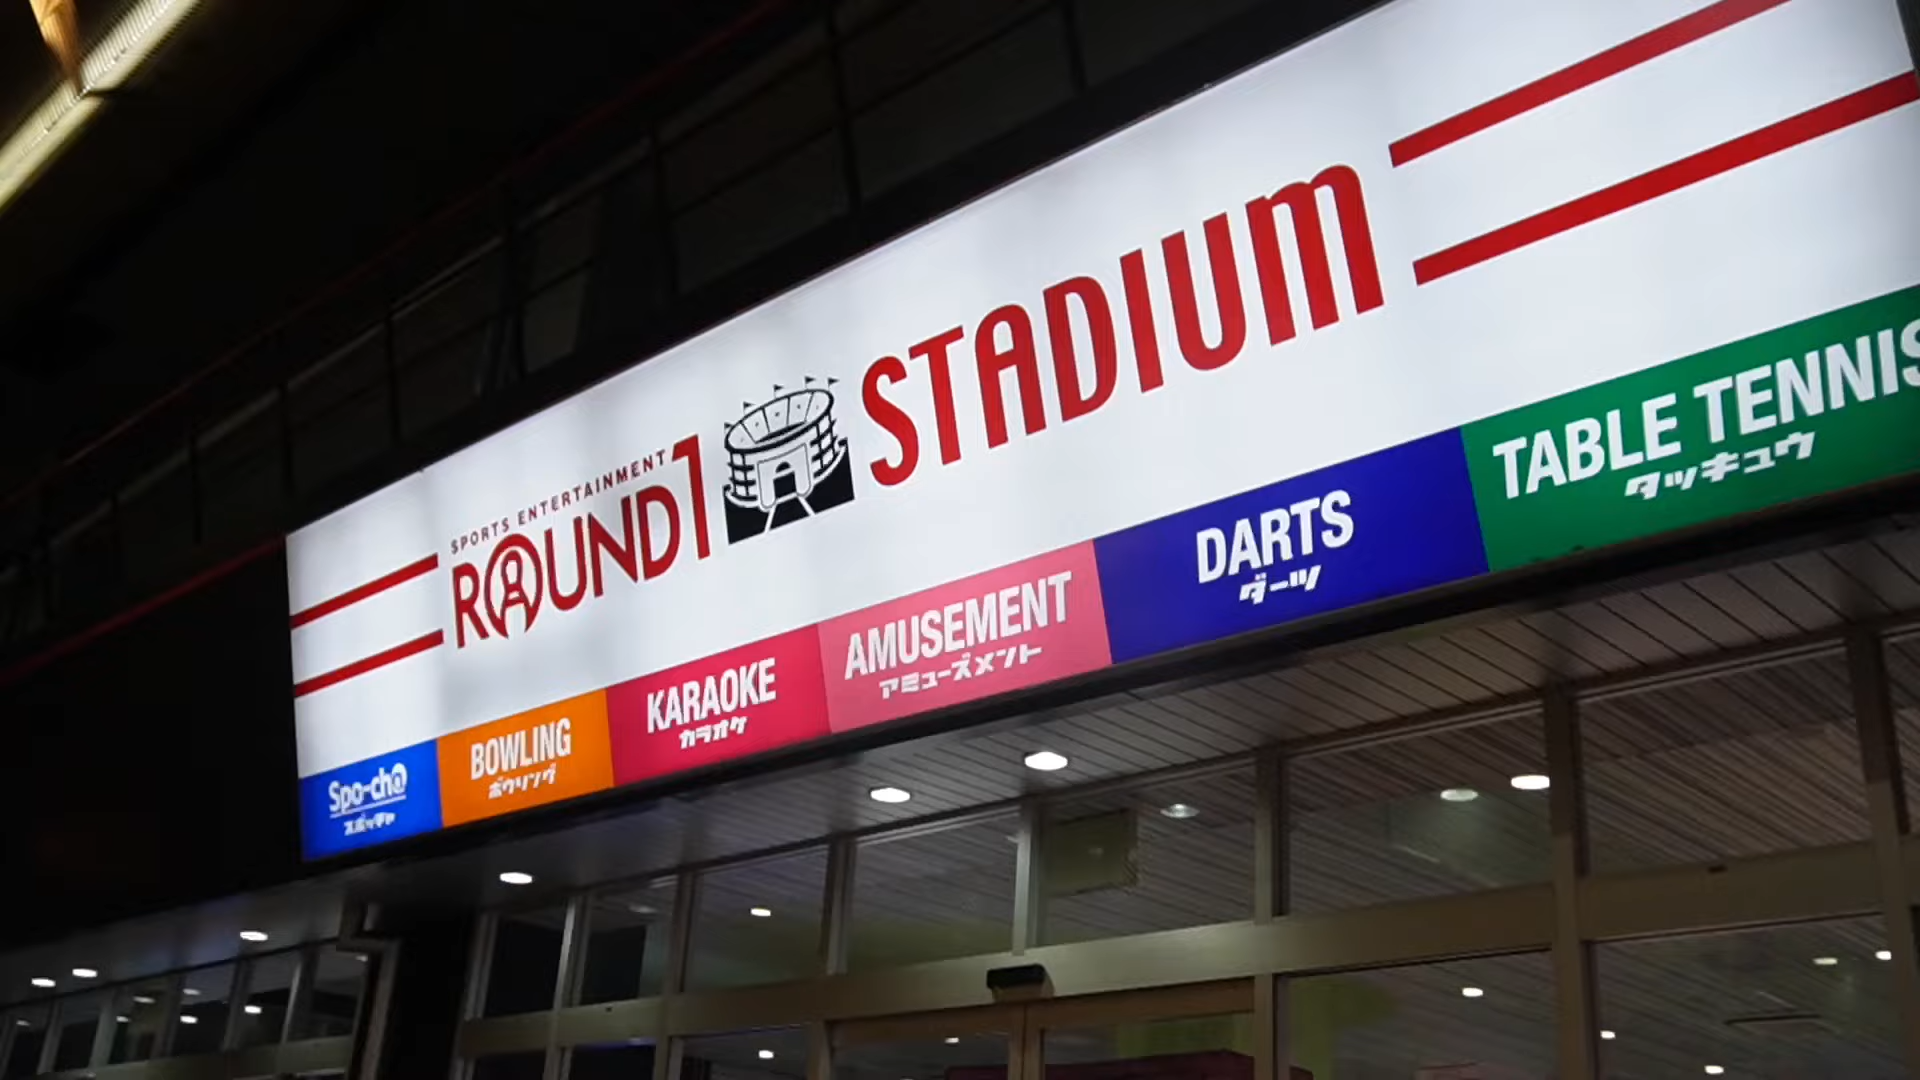 SPORTS ENTERTAINMENT
ROUND1
STADIUM
Spo-cha
スポッチャ
BOWLING
ボウリング
KARAOKE
カラオケ
AMUSEMENT
アミューズメント
DARTS
ダーツ
TABLE TENNIS
タッキュウ